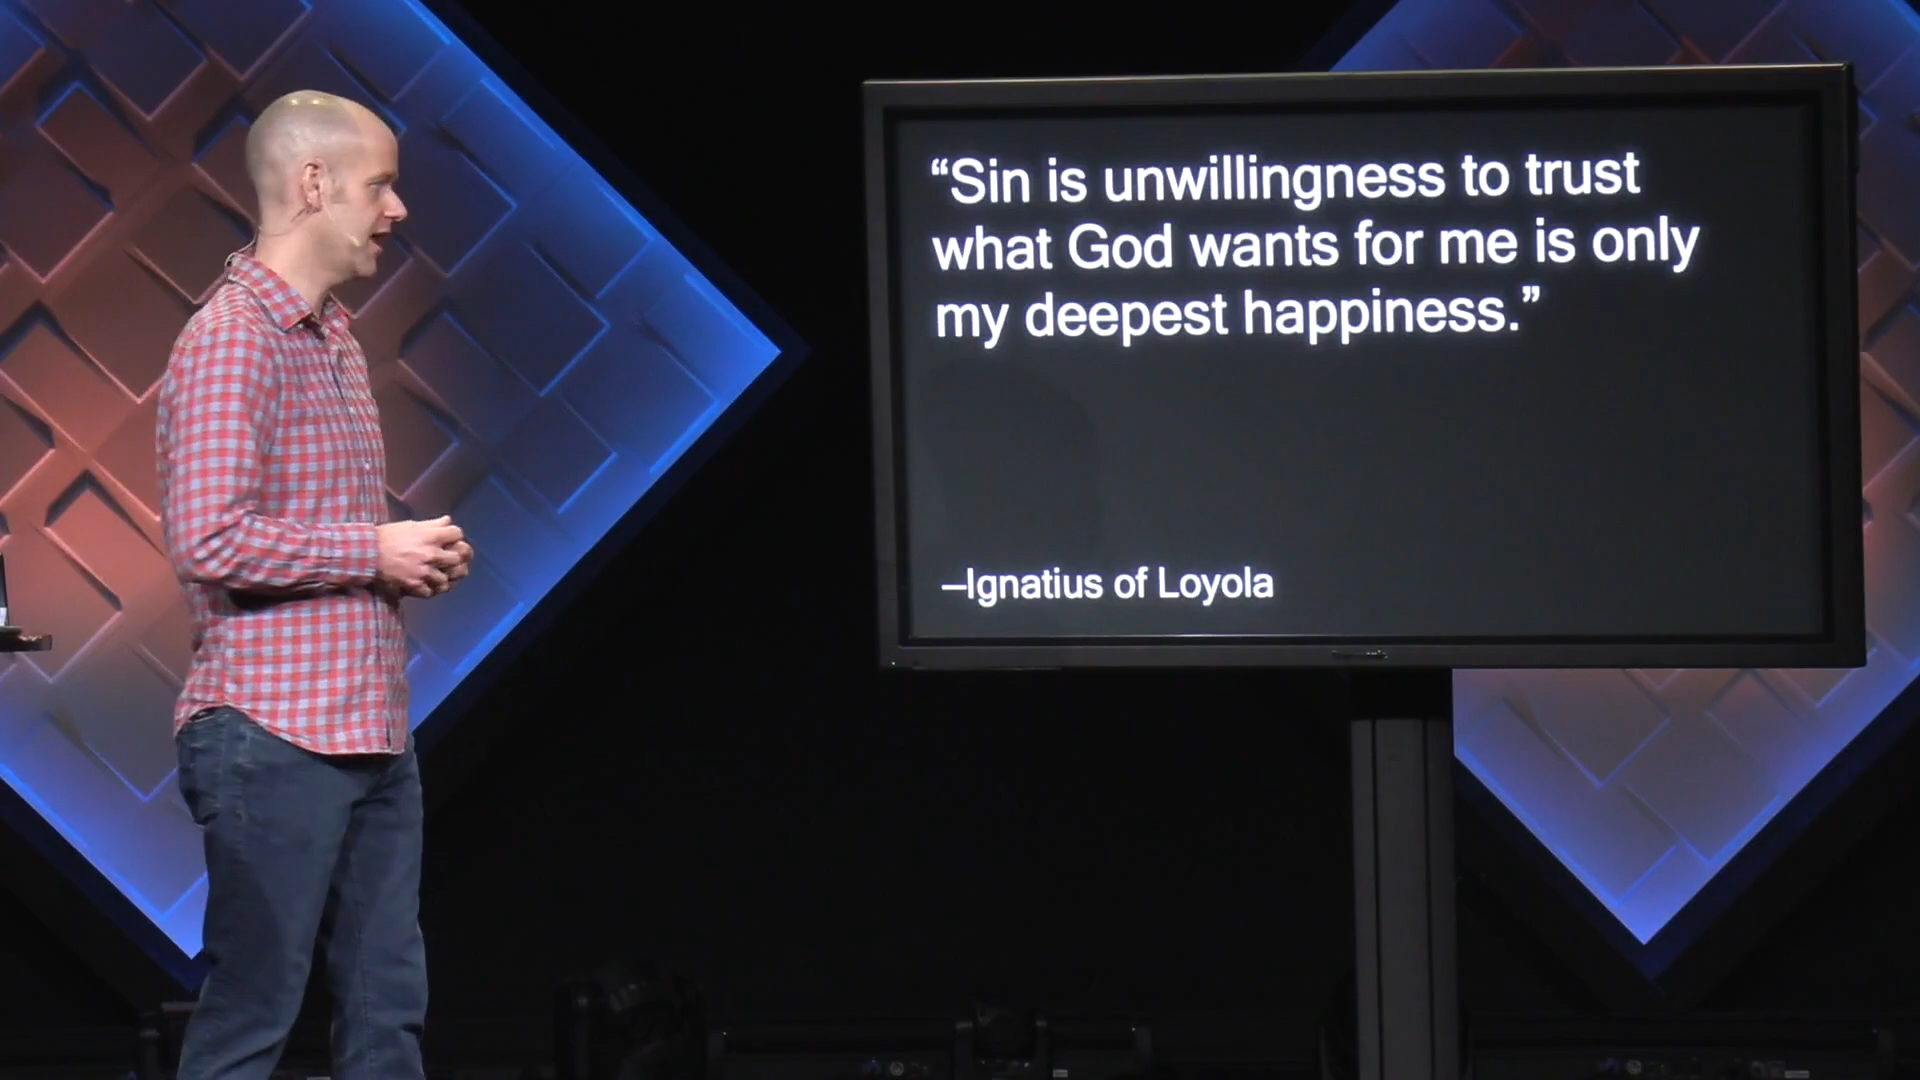 “Sin is unwillingness to trust
what God wants for me is only
my deepest happiness.”
–Ignatius of Loyola